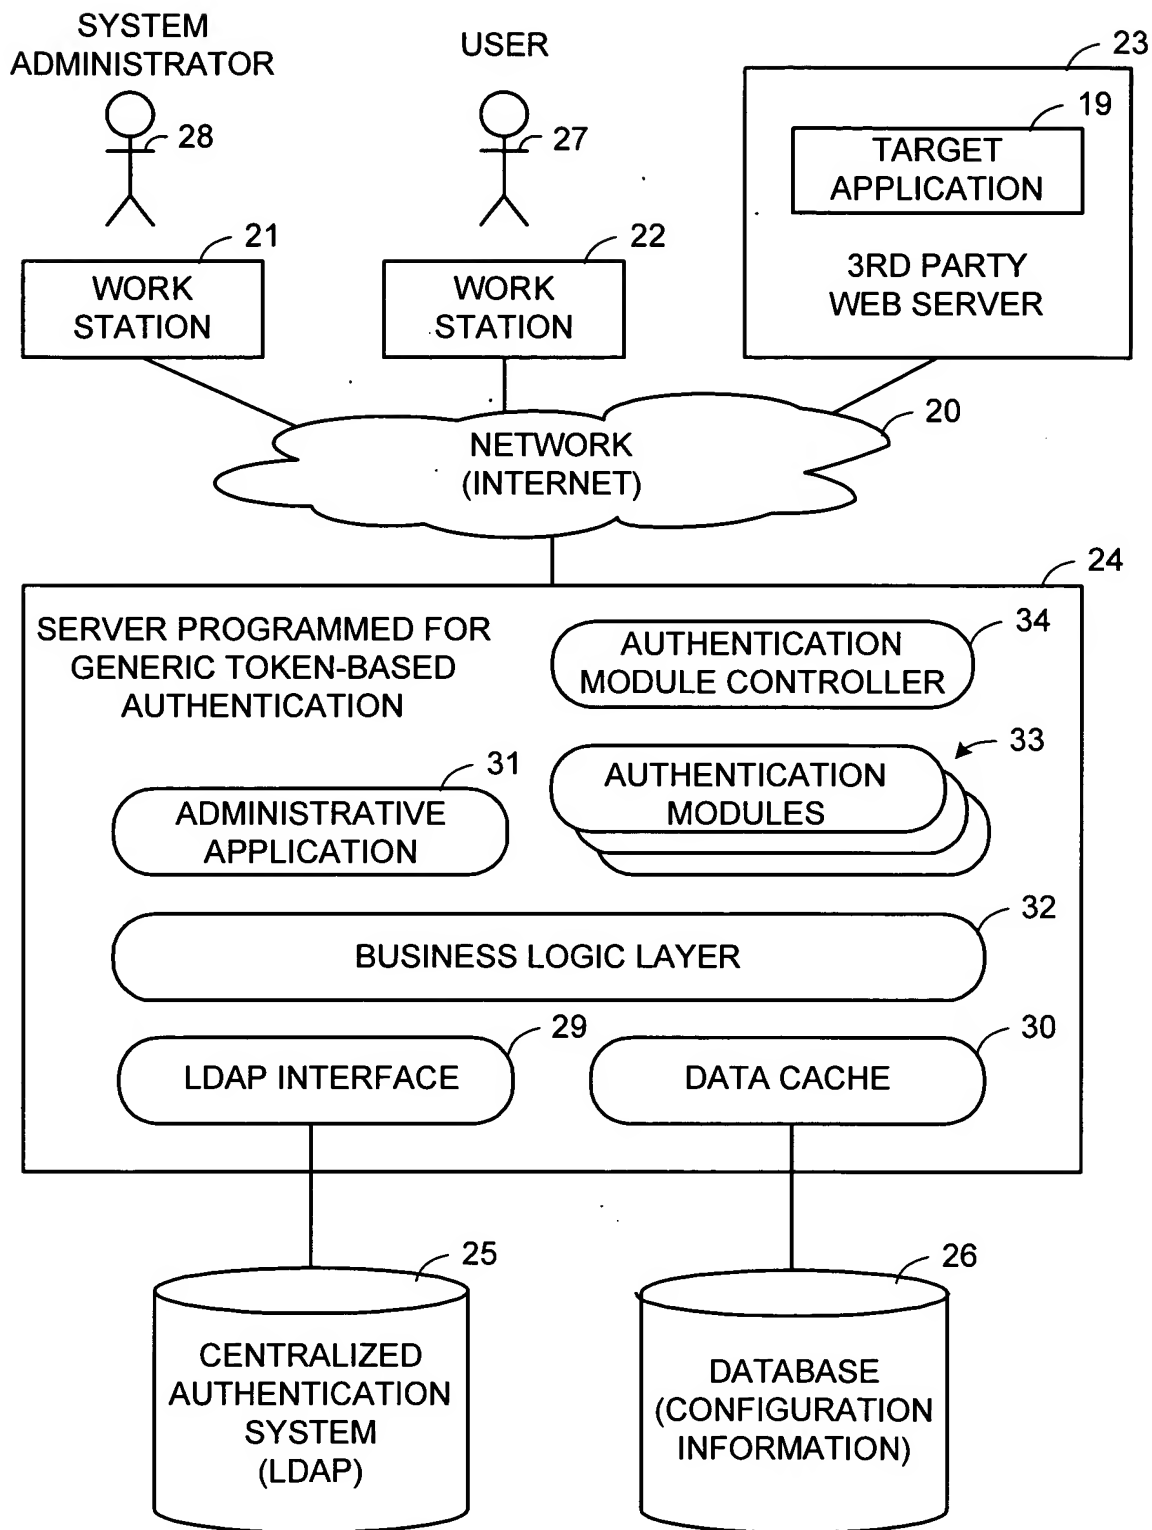 SYSTEM
ADMINISTRATOR
28
USER
27
23
19
TARGET
APPLICATION
3RD PARTY
WEB SERVER
21
WORK
STATION
22
WORK
STATION
20
NETWORK
(INTERNET)
24
SERVER PROGRAMMED FOR
GENERIC TOKEN-BASED
AUTHENTICATION
34
AUTHENTICATION
MODULE CONTROLLER
33
AUTHENTICATION
MODULES
31
ADMINISTRATIVE
APPLICATION
32
BUSINESS LOGIC LAYER
29
LDAP INTERFACE
30
DATA CACHE
25
CENTRALIZED
AUTHENTICATION
SYSTEM
(LDAP)
26
DATABASE
(CONFIGURATION
INFORMATION)